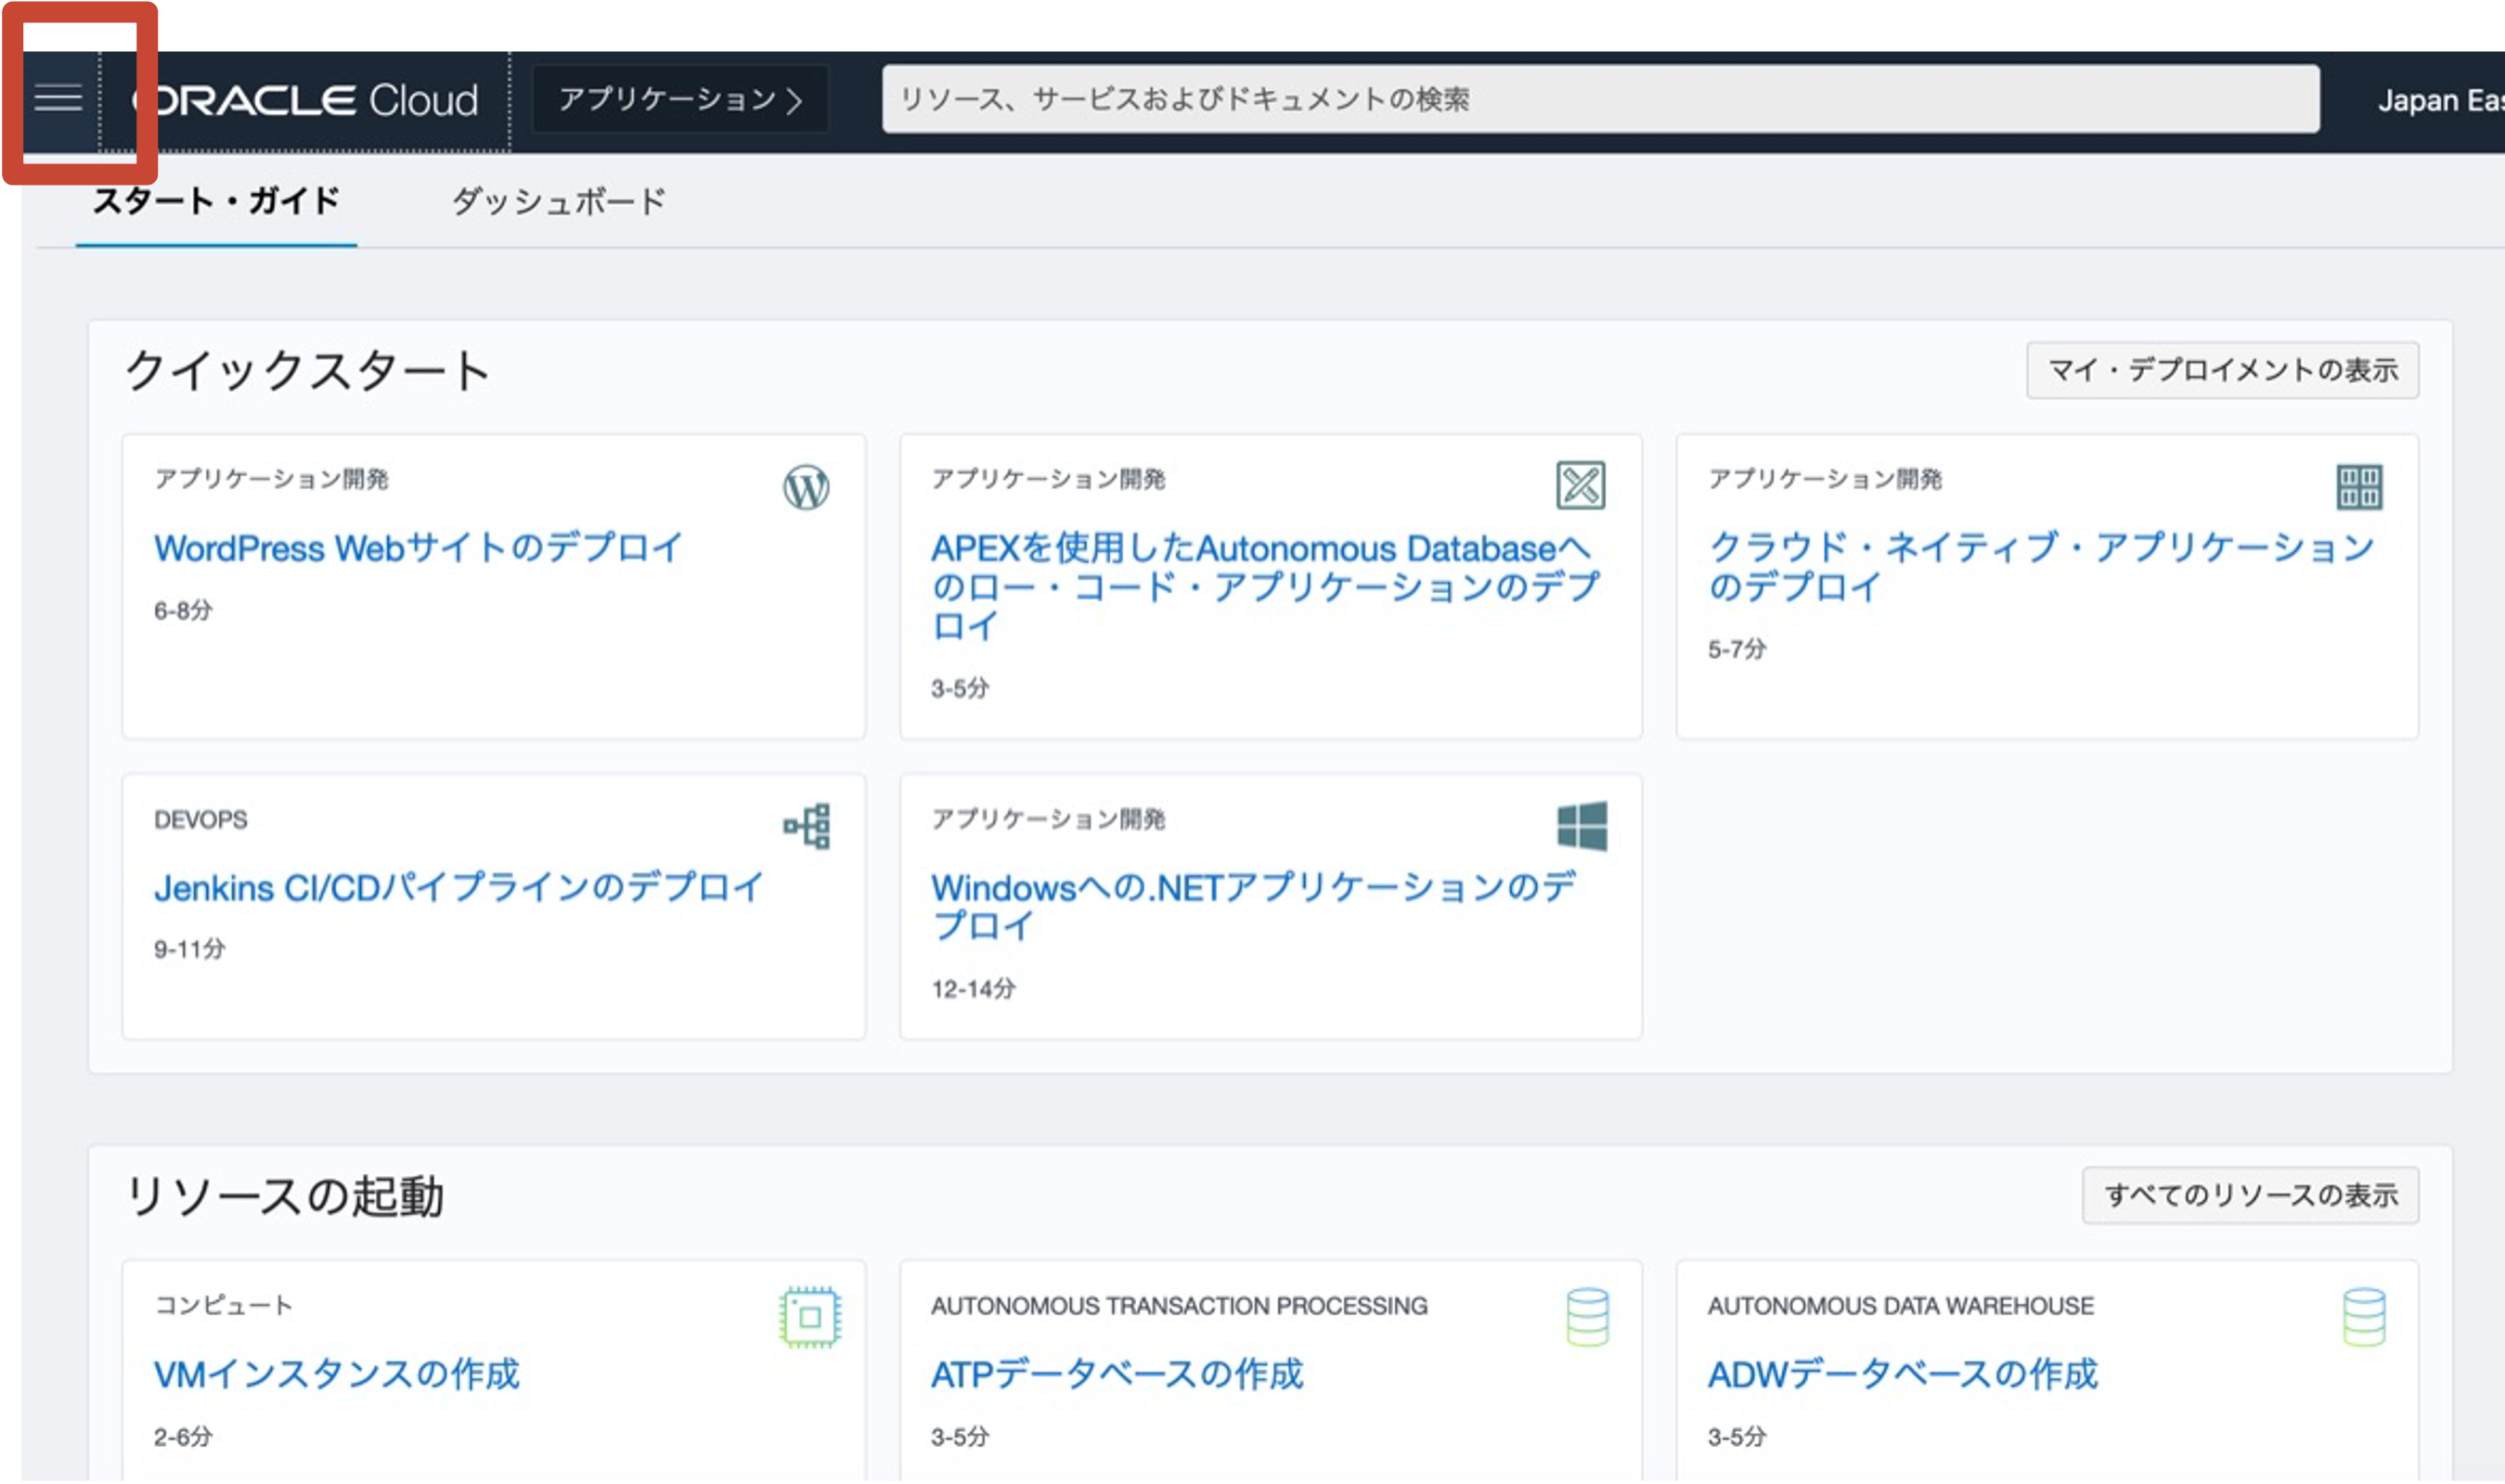 ORACLE Cloud
アプリケーション >
リソース、サービスおよびドキュメントの検索
Japan
スタート・ガイド
ダッシュボード
クイックスタート
マイ・デプロイメントの表示
アプリケーション開発
WordPress Webサイトのデプロイ
6-8分
アプリケーション開発
APEXを使用したAutonomous Databaseへ
のロー・コード・アプリケーションのデプ
ロイ
3-5分
アプリケーション開発
クラウド・ネイティブ・アプリケーション
のデプロイ
5-7分
DEVOPS
Jenkins CI/CDパイプラインのデプロイ
9-11分
アプリケーション開発
Windowsへの.NETアプリケーションのデ
プロイ
12-14分
リソースの起動
すべてのリソースの表示
コンピュート
VMインスタンスの作成
2-6分
AUTONOMOUS TRANSACTION PROCESSING
ATPデータベースの作成
3-5分
AUTONOMOUS DATA WAREHOUSE
ADWデータベースの作成
3-5分